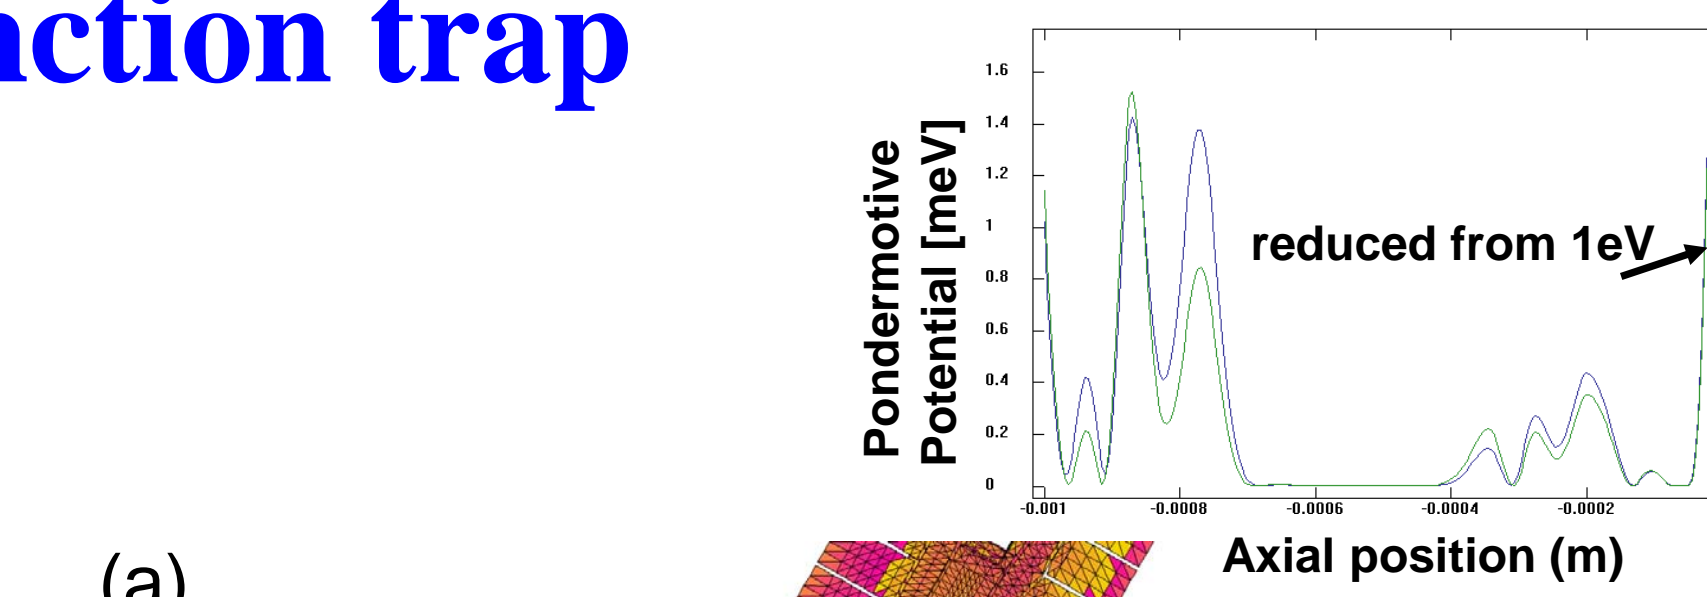 nction trap
1.6
1.4
1.2
1
0.8
0.6
0.4
0.2
0
Pondermotive
Potential [meV]
reduced from 1eV
-0.001 -0.0008 -0.0006 -0.0004 -0.0002
Axial position (m)
(a)